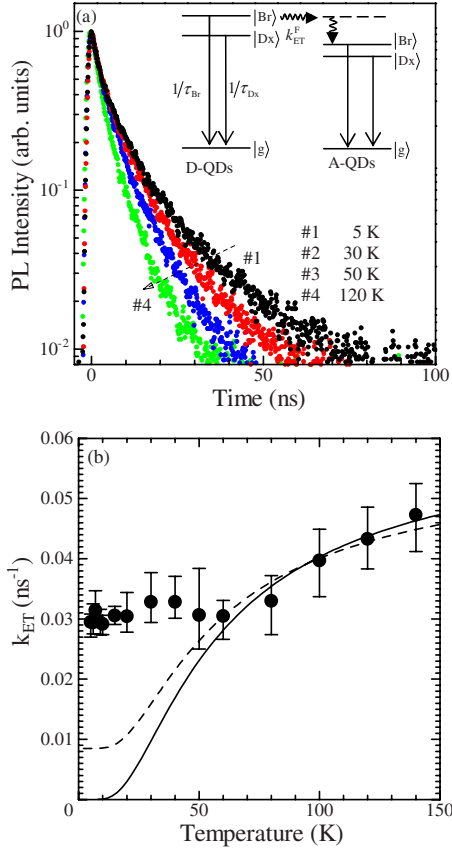 (a)
|Br⟩
|Dx⟩
k_ET^F
|Br⟩
|Dx⟩
1/τ_Br
1/τ_Dx
|g⟩
|g⟩
D-QDs
A-QDs
10^0
10^-1
10^-2
PL Intensity (arb. units)
#1
#4
#1 5 K
#2 30 K
#3 50 K
#4 120 K
0 50 100
Time (ns)
(b)
0.06
0.05
0.04
0.03
0.02
0.01
k_ET (ns^-1)
0 50 100 150
Temperature (K)